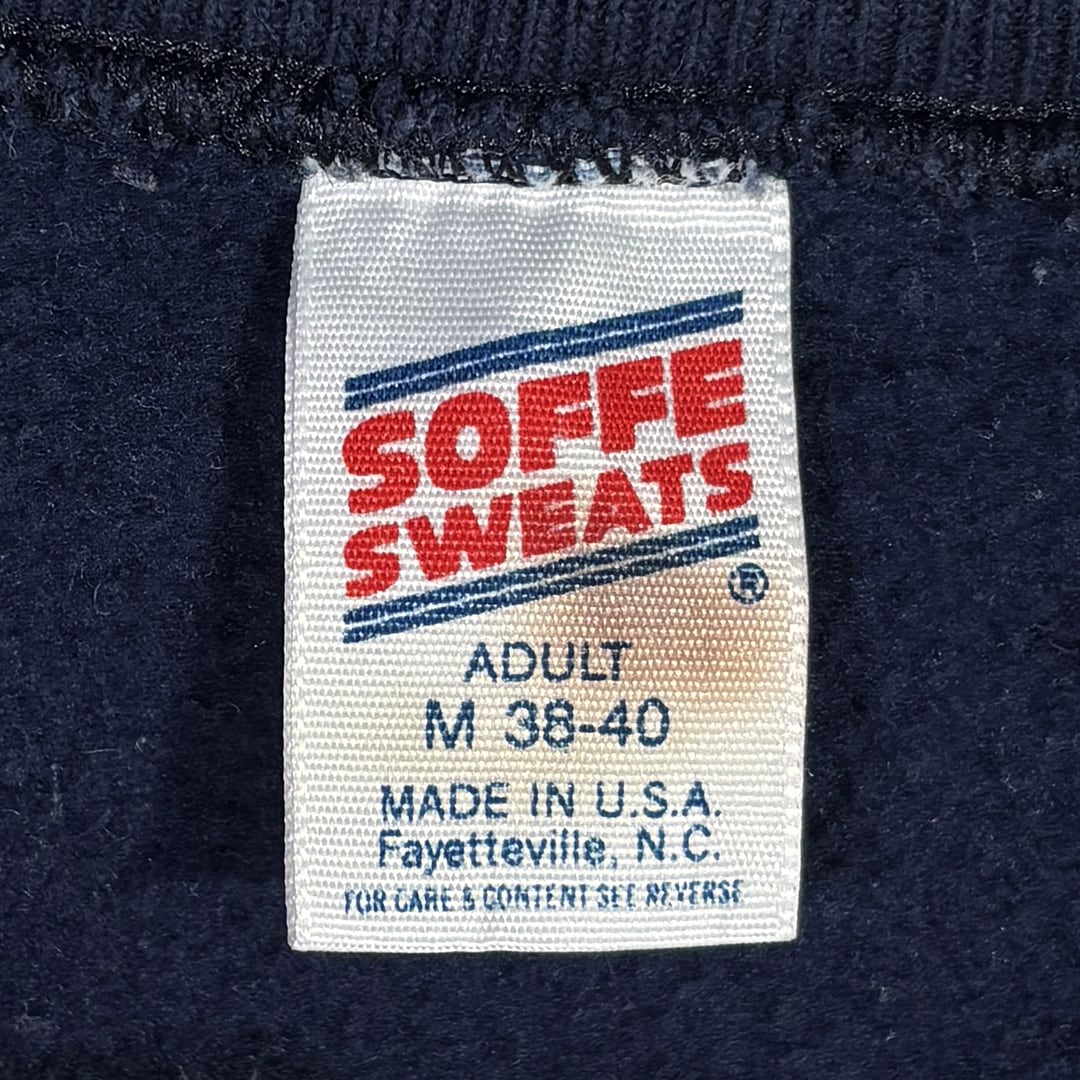 SOFFE
SWEATS
®
ADULT
M 38-40
MADE IN U.S.A.
Fayetteville, N.C.
FOR CARE & CONTENT SEE REVERSE